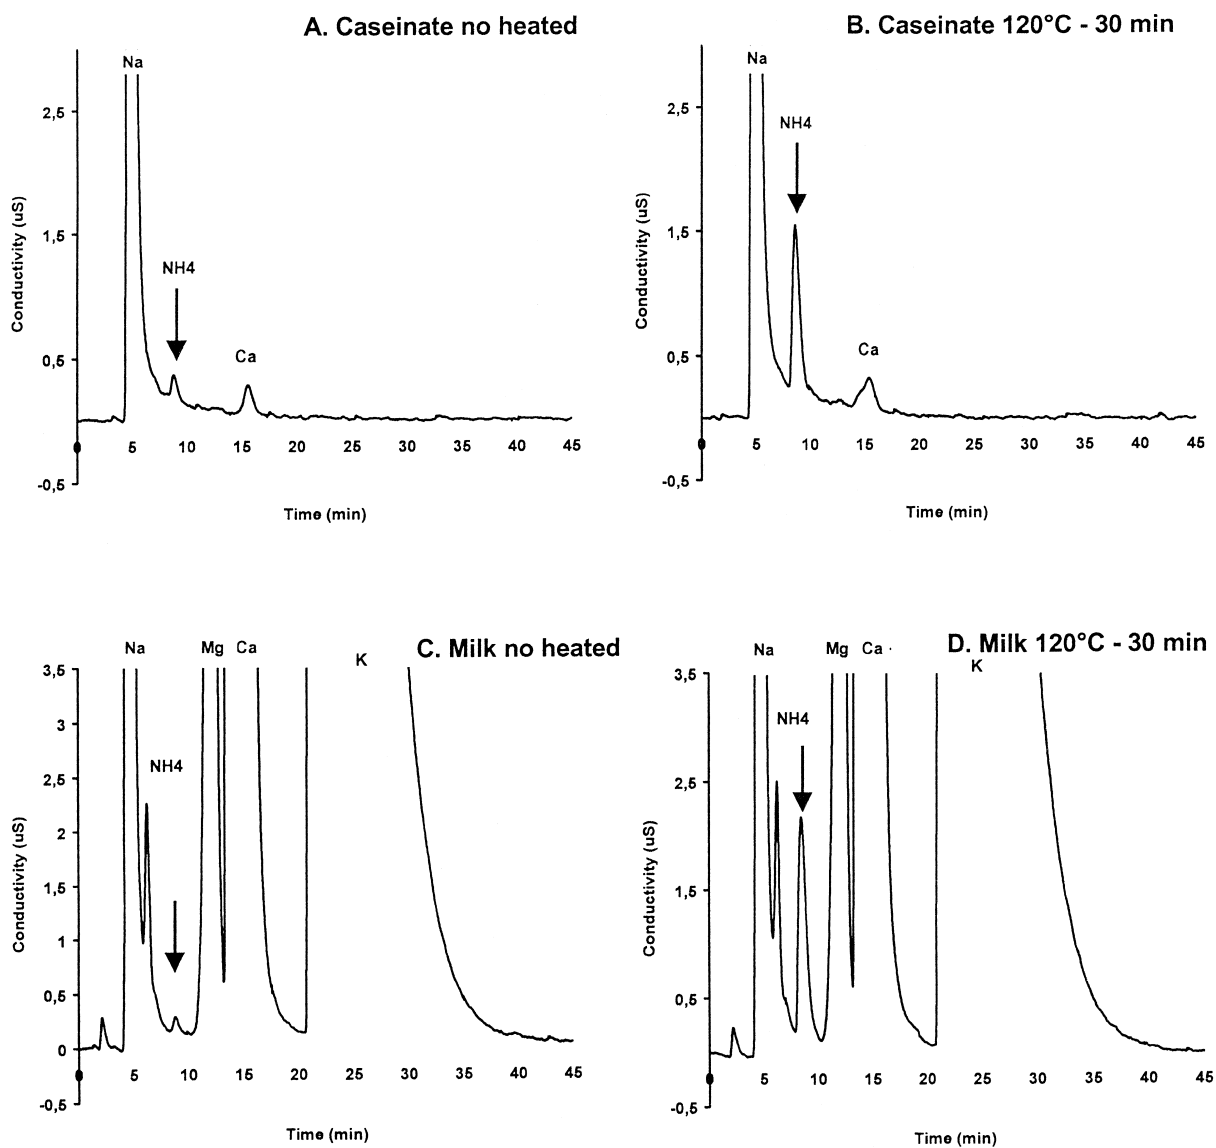 A. Caseinate no heated
Na
2,5
NH4
1,5
Conductivity (uS)
0,5
Ca
0 5 10 15 20 25 30 35 40 45
-0,5
Time (min)
B. Caseinate 120°C - 30 min
Na
2,5
NH4
1,5
Conductivity (uS)
0,5
Ca
0 5 10 15 20 25 30 35 40 45
-0,5
Time (min)
C. Milk no heated
Na Mg Ca
K
3,5
3
NH4
2,5
2
1,5
Conductivity (uS)
1
0,5
0
0 5 10 15 20 25 30 35 40 45
-0,5
Time (min)
D. Milk 120°C - 30 min
Na Mg Ca
K
3,5
NH4
2,5
1,5
Conductivity (uS)
0,5
0 5 10 15 20 25 30 35 40 45
-0,5
Time (min)